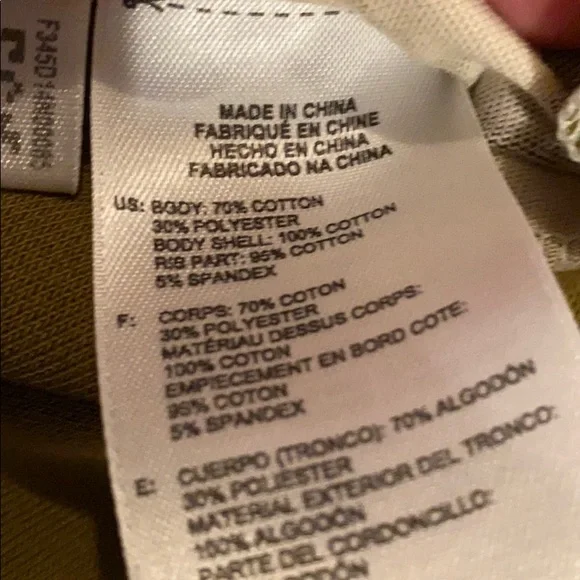 MADE IN CHINA
FABRIQUÉ EN CHINE
HECHO EN CHINA
FABRICADO NA CHINA
US: BODY: 70% COTTON
30% POLYESTER
BODY SHELL: 100% COTTON
RIB PART: 95% COTTON
5% SPANDEX
F: CORPS: 70% COTON
30% POLYESTER
MATÉRIAU DESSUS CORPS:
100% COTON
EMPIECEMENT EN BORD COTE:
95% COTON
5% SPANDEX
E: CUERPO (TRONCO): 70% ALGODÓN
30% POLIÉSTER
MATERIAL EXTERIOR DEL TRONCO:
100% ALGODÓN
PARTE DEL CORDONCILLO:
ALGODÓN